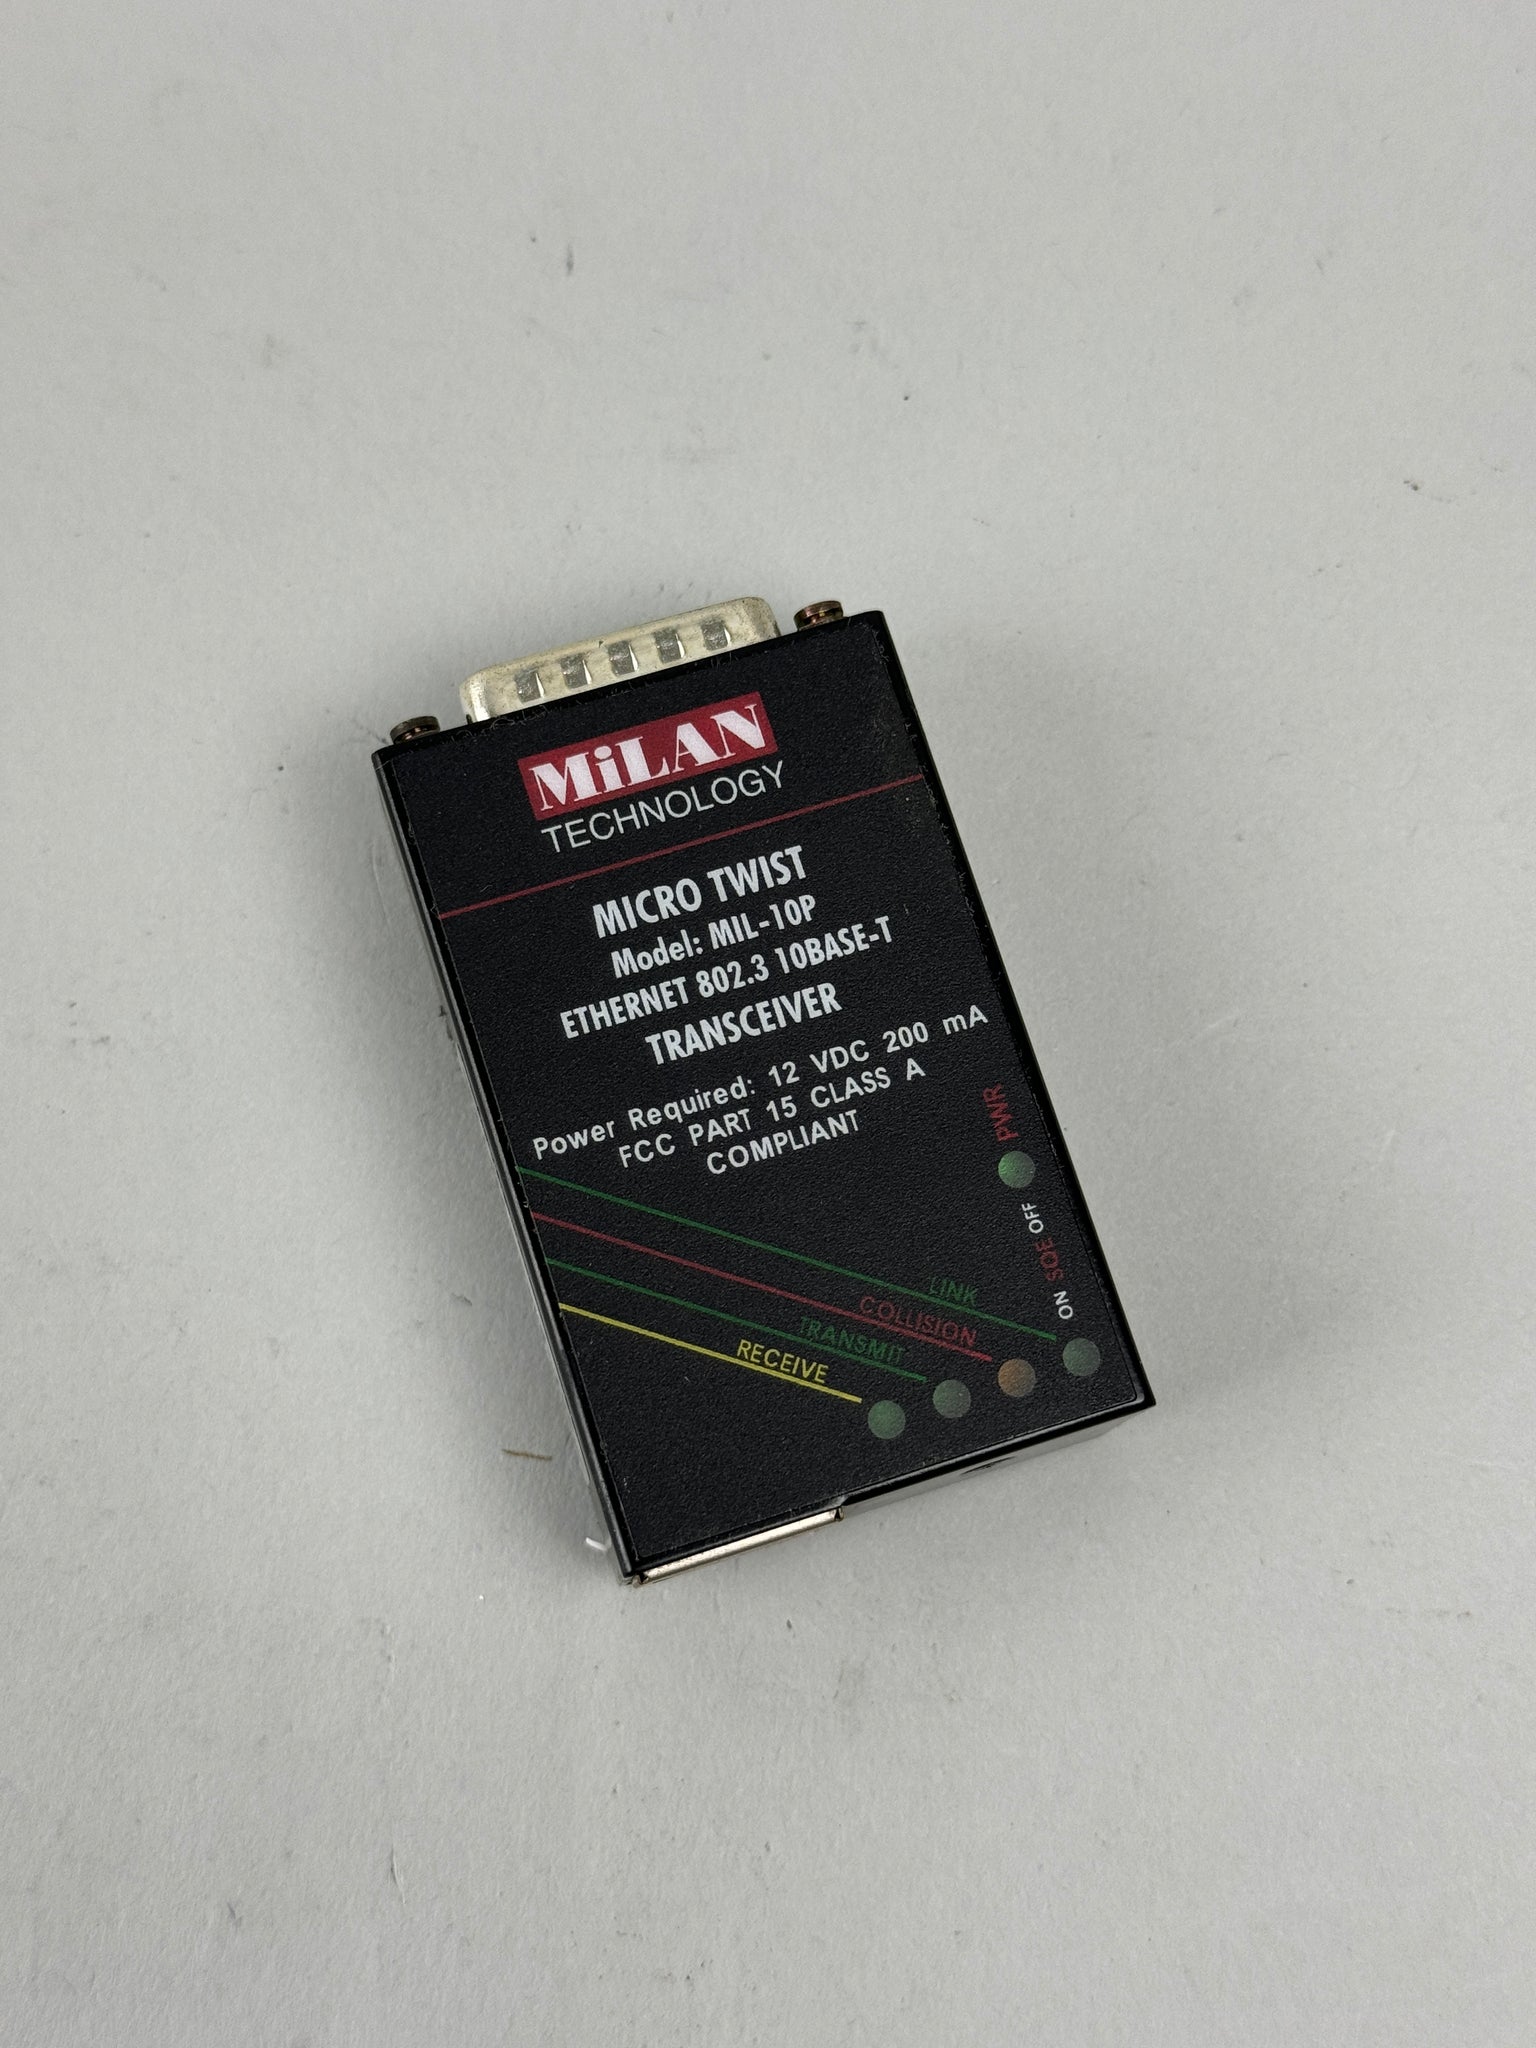 MiLAN
TECHNOLOGY
MICRO TWIST
Model: MIL-10P
ETHERNET 802.3 10BASE-T
TRANSCEIVER
Power Required: 12 VDC 200 mA
FCC PART 15 CLASS A
COMPLIANT
PWR
ON SQE OFF
LINK
COLLISION
TRANSMIT
RECEIVE